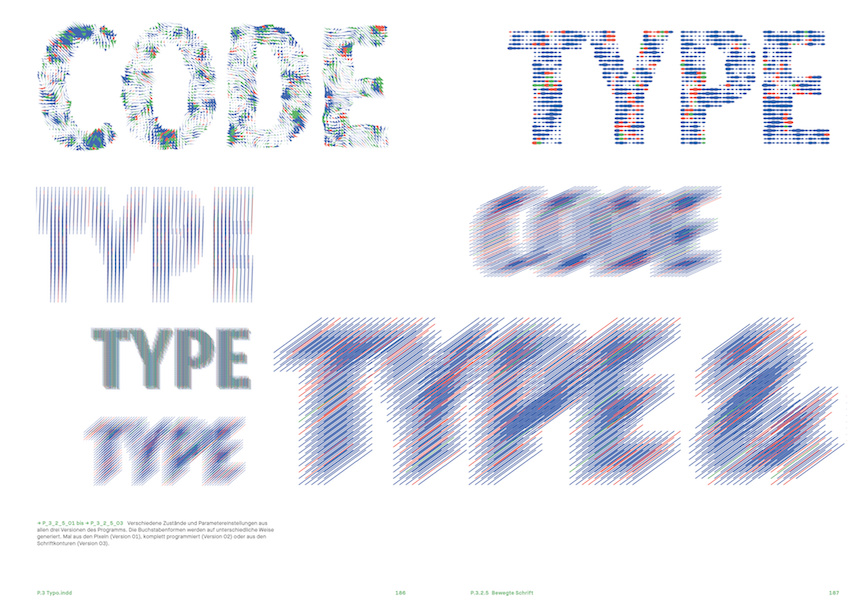 CODE
TYPE
TYPE
CODE
TYPE
TYPE &
TYPE
→ P_3_2_5_01 bis → P_3_2_5_03 Verschiedene Zustände und Parametereinstellungen aus
allen drei Versionen des Programms. Die Buchstabenformen werden auf unterschiedliche Weise
generiert. Mal aus den Pixeln (Version 01), komplett programmiert (Version 02) oder aus den
Schriftkonturen (Version 03).
P.3 Typo.indd
186
P.3.2.5 Bewegte Schrift
187